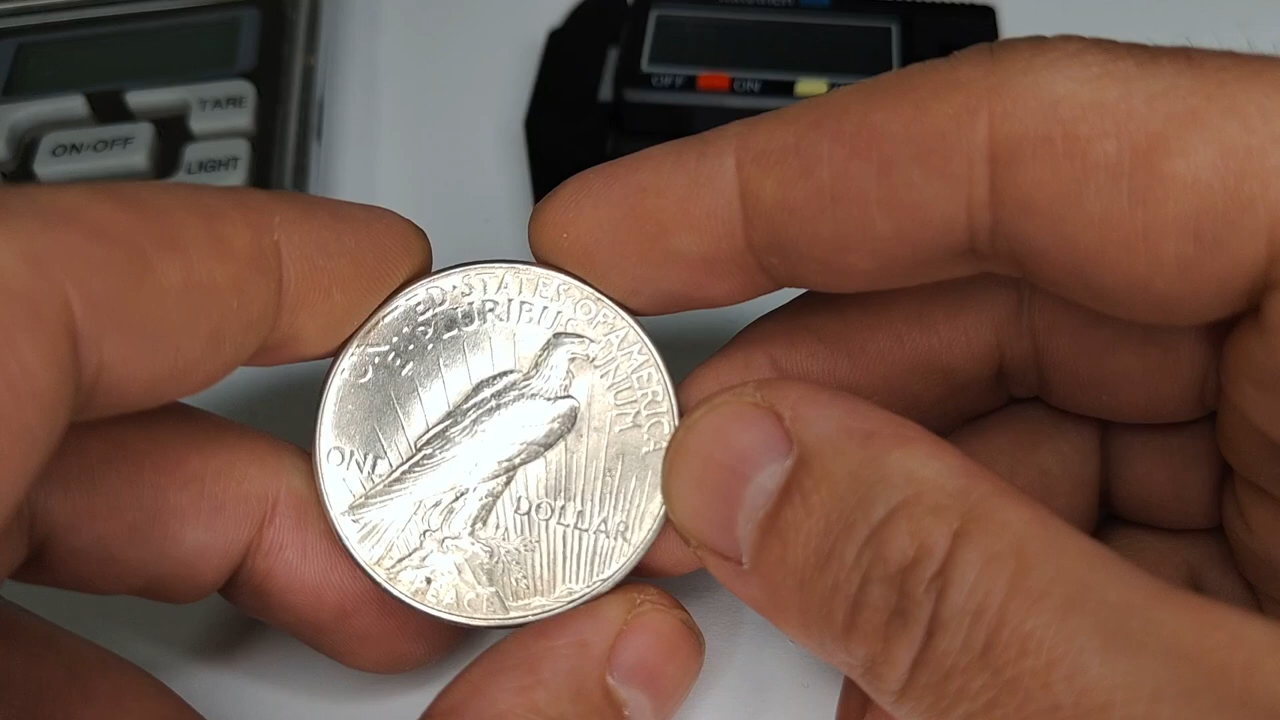 TARE
ON/OFF
LIGHT
OFF
ON
UNITED·STATES·OF·AMERICA
E·PLURIBUS UNUM
ONE
DOLLAR
PEACE